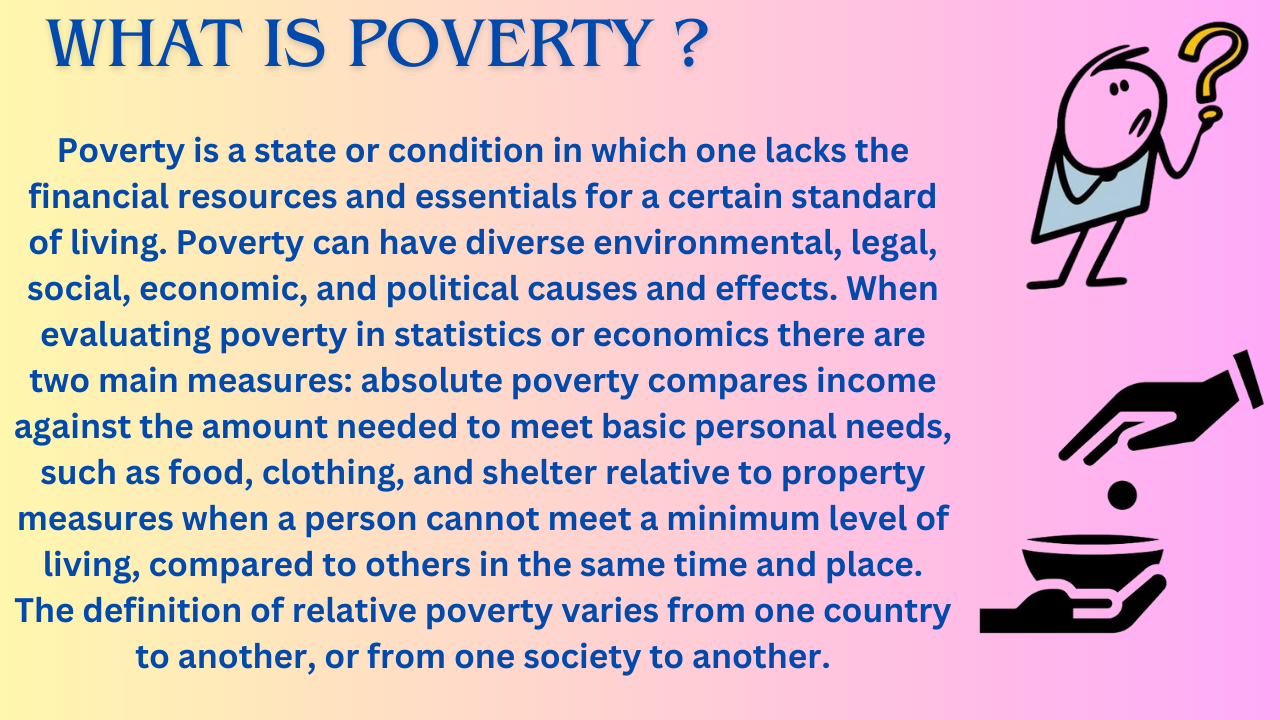 WHAT IS POVERTY ?
Poverty is a state or condition in which one lacks the
financial resources and essentials for a certain standard
of living. Poverty can have diverse environmental, legal,
social, economic, and political causes and effects. When
evaluating poverty in statistics or economics there are
two main measures: absolute poverty compares income
against the amount needed to meet basic personal needs,
such as food, clothing, and shelter relative to property
measures when a person cannot meet a minimum level of
living, compared to others in the same time and place.
The definition of relative poverty varies from one country
to another, or from one society to another.